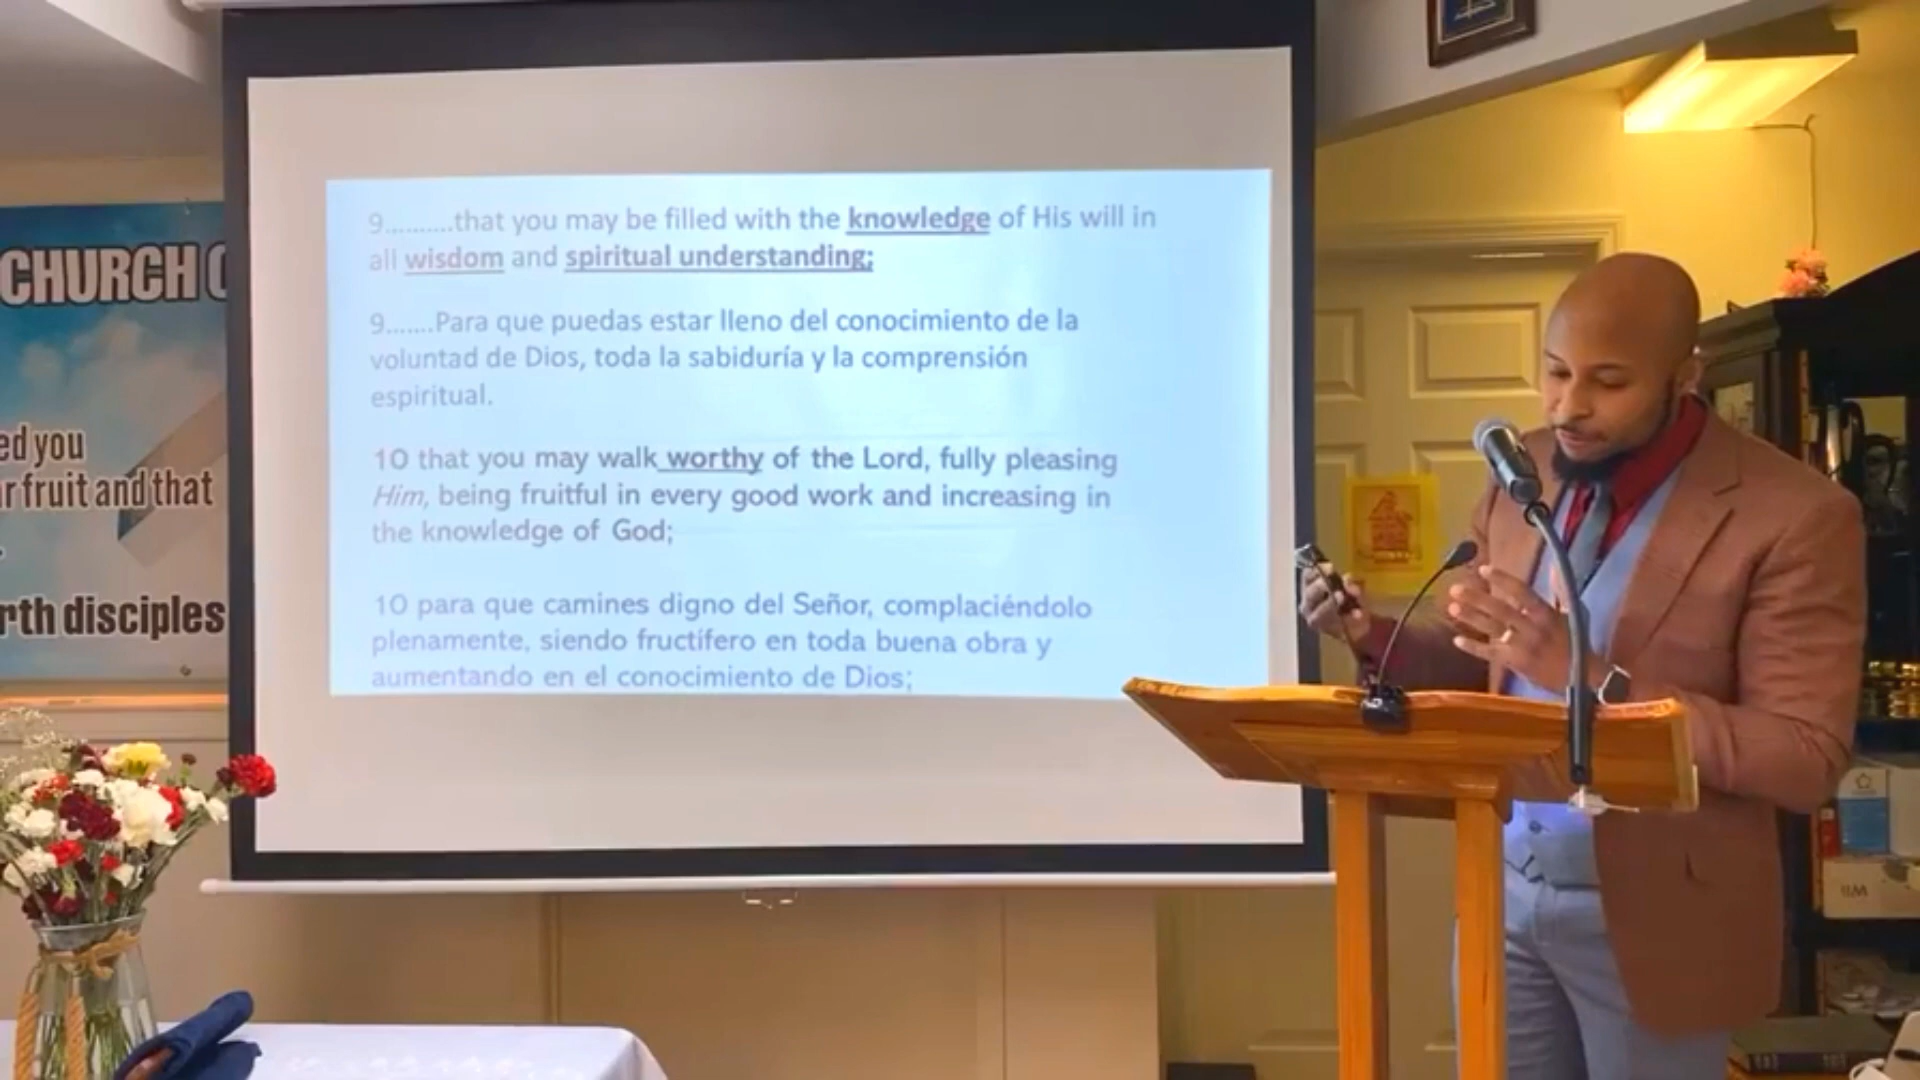 CHURCH
ed you
r fruit and that
rth disciples
9..........that you may be filled with the knowledge of His will in
all wisdom and spiritual understanding;
9.......Para que puedas estar lleno del conocimiento de la
voluntad de Dios, toda la sabiduría y la comprensión
espiritual.
10 that you may walk worthy of the Lord, fully pleasing
Him, being fruitful in every good work and increasing in
the knowledge of God;
10 para que camines digno del Señor, complaciéndolo
plenamente, siendo fructífero en toda buena obra y
aumentando en el conocimiento de Dios;